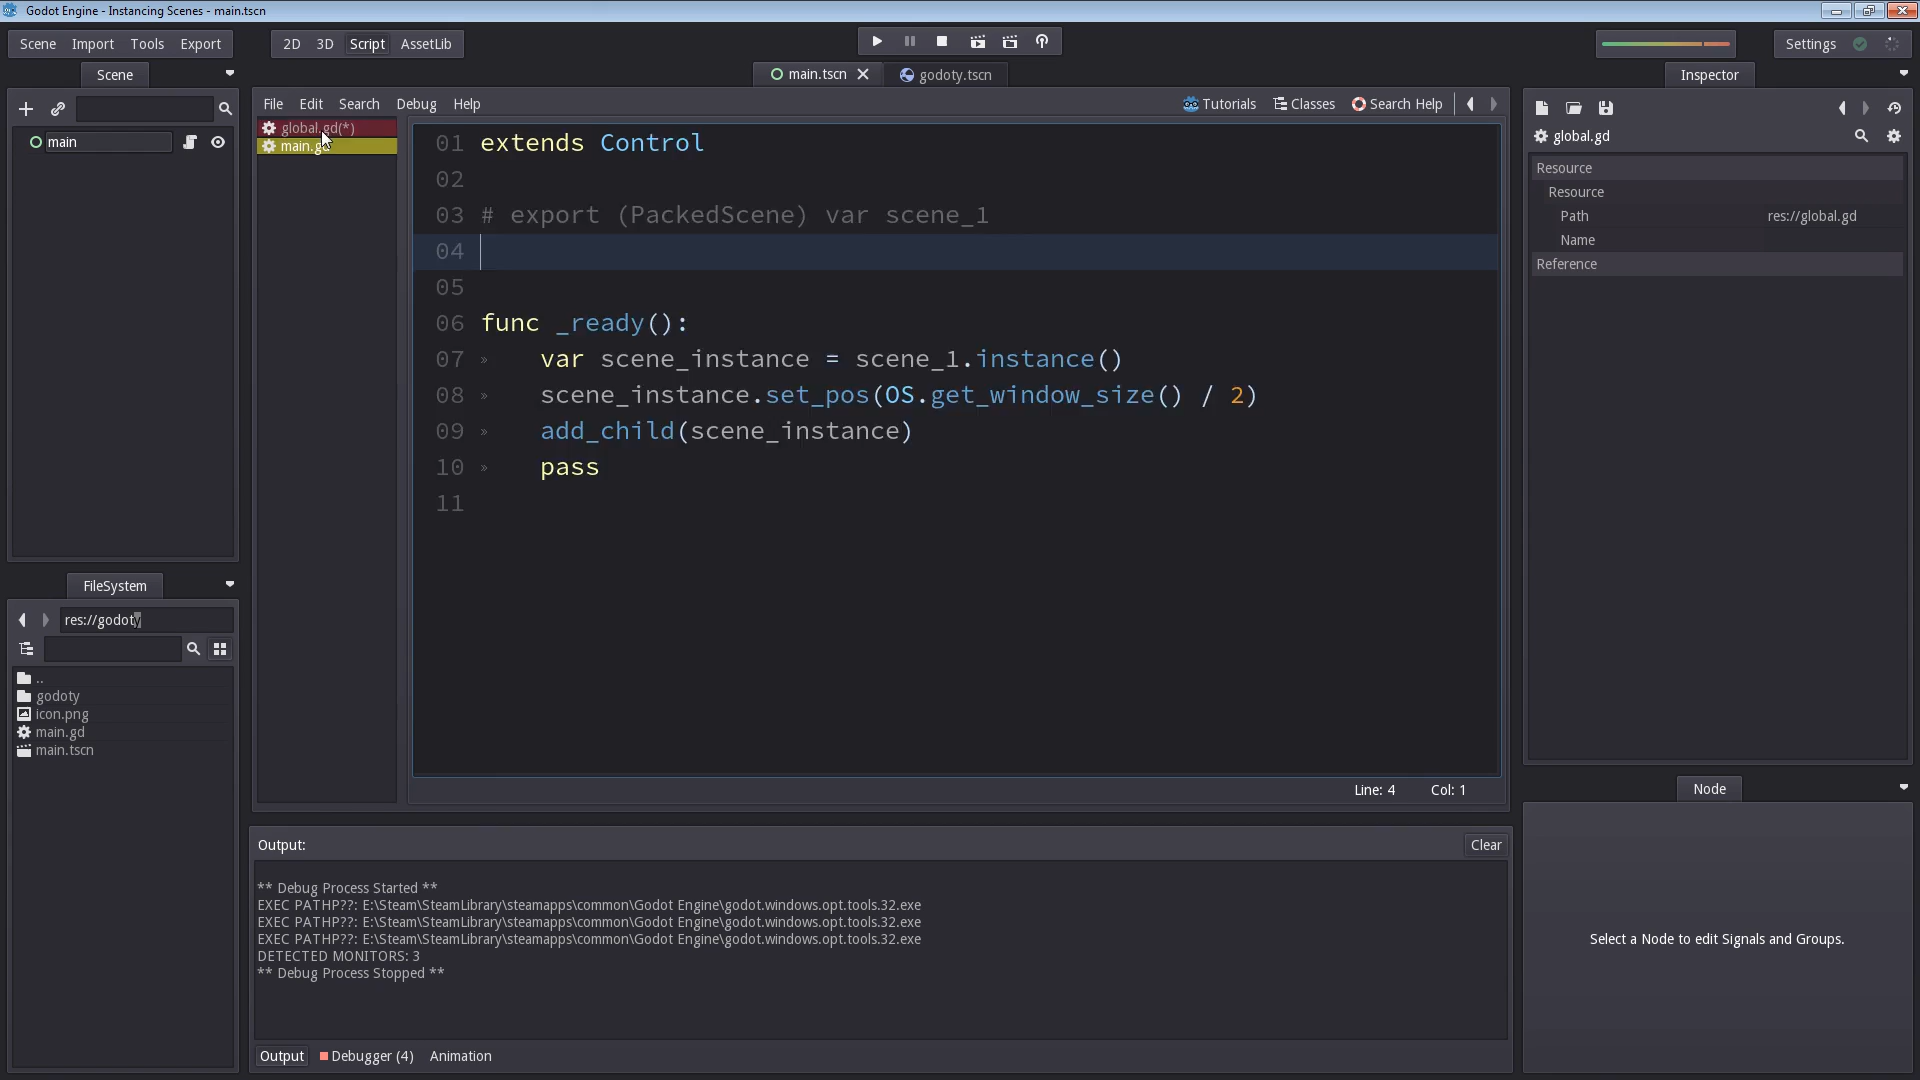 Godot Engine - Instancing Scenes - main.tscn
Scene Import Tools Export
2D 3D Script AssetLib
Settings
Scene
main.tscn
godoty.tscn
Inspector
File Edit Search Debug Help
Tutorials Classes Search Help
main
global.gd(*)
main.gd
global.gd
Resource
Resource
Path res://global.gd
Name
Reference
01 extends Control
02
03 # export (PackedScene) var scene_1
04
05
06 func _ready():
07 » var scene_instance = scene_1.instance()
08 » scene_instance.set_pos(OS.get_window_size() / 2)
09 » add_child(scene_instance)
10 » pass
11
Line: 4 Col: 1
FileSystem
res://godoty
..
godoty
icon.png
main.gd
main.tscn
Output:
Clear
** Debug Process Started **
EXEC PATHP??: E:\Steam\SteamLibrary\steamapps\common\Godot Engine\godot.windows.opt.tools.32.exe
EXEC PATHP??: E:\Steam\SteamLibrary\steamapps\common\Godot Engine\godot.windows.opt.tools.32.exe
EXEC PATHP??: E:\Steam\SteamLibrary\steamapps\common\Godot Engine\godot.windows.opt.tools.32.exe
DETECTED MONITORS: 3
** Debug Process Stopped **
Output Debugger (4) Animation
Node
Select a Node to edit Signals and Groups.